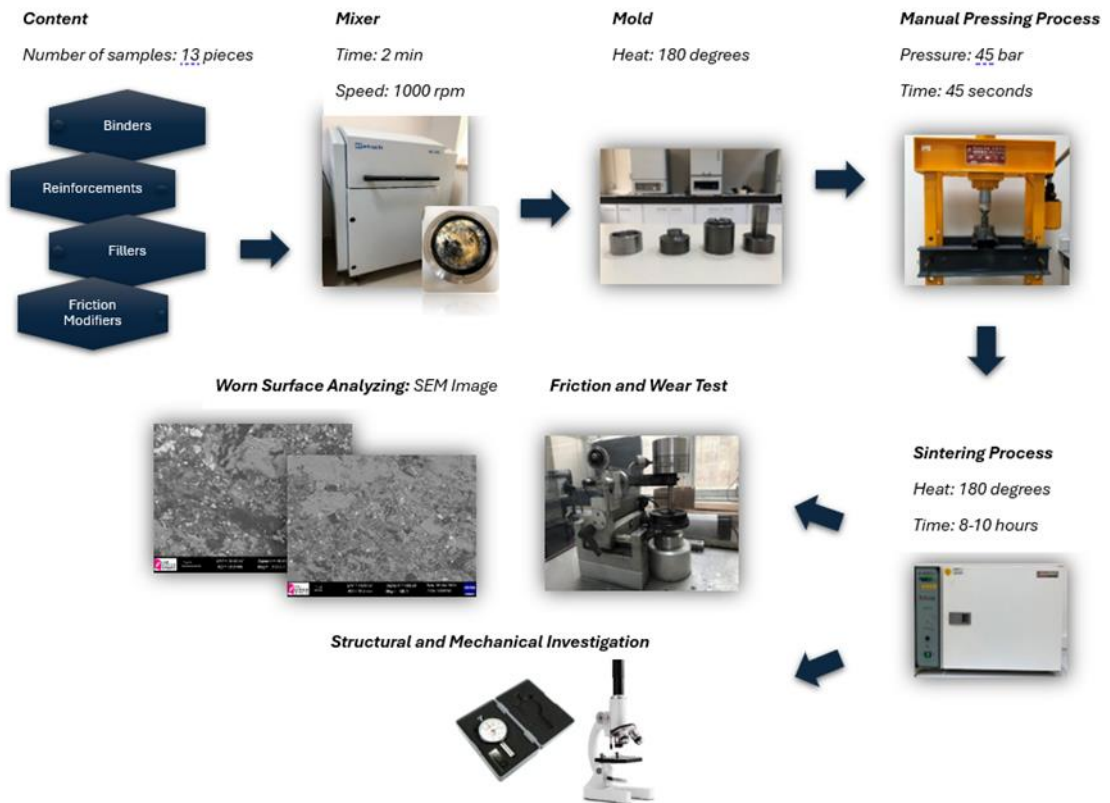 Content
Number of samples: 13 pieces
Binders
Reinforcements
Fillers
Friction
Modifiers
Mixer
Time: 2 min
Speed: 1000 rpm
Mold
Heat: 180 degrees
Manual Pressing Process
Pressure: 45 bar
Time: 45 seconds
Sintering Process
Heat: 180 degrees
Time: 8-10 hours
Friction and Wear Test
Worn Surface Analyzing: SEM Image
Structural and Mechanical Investigation